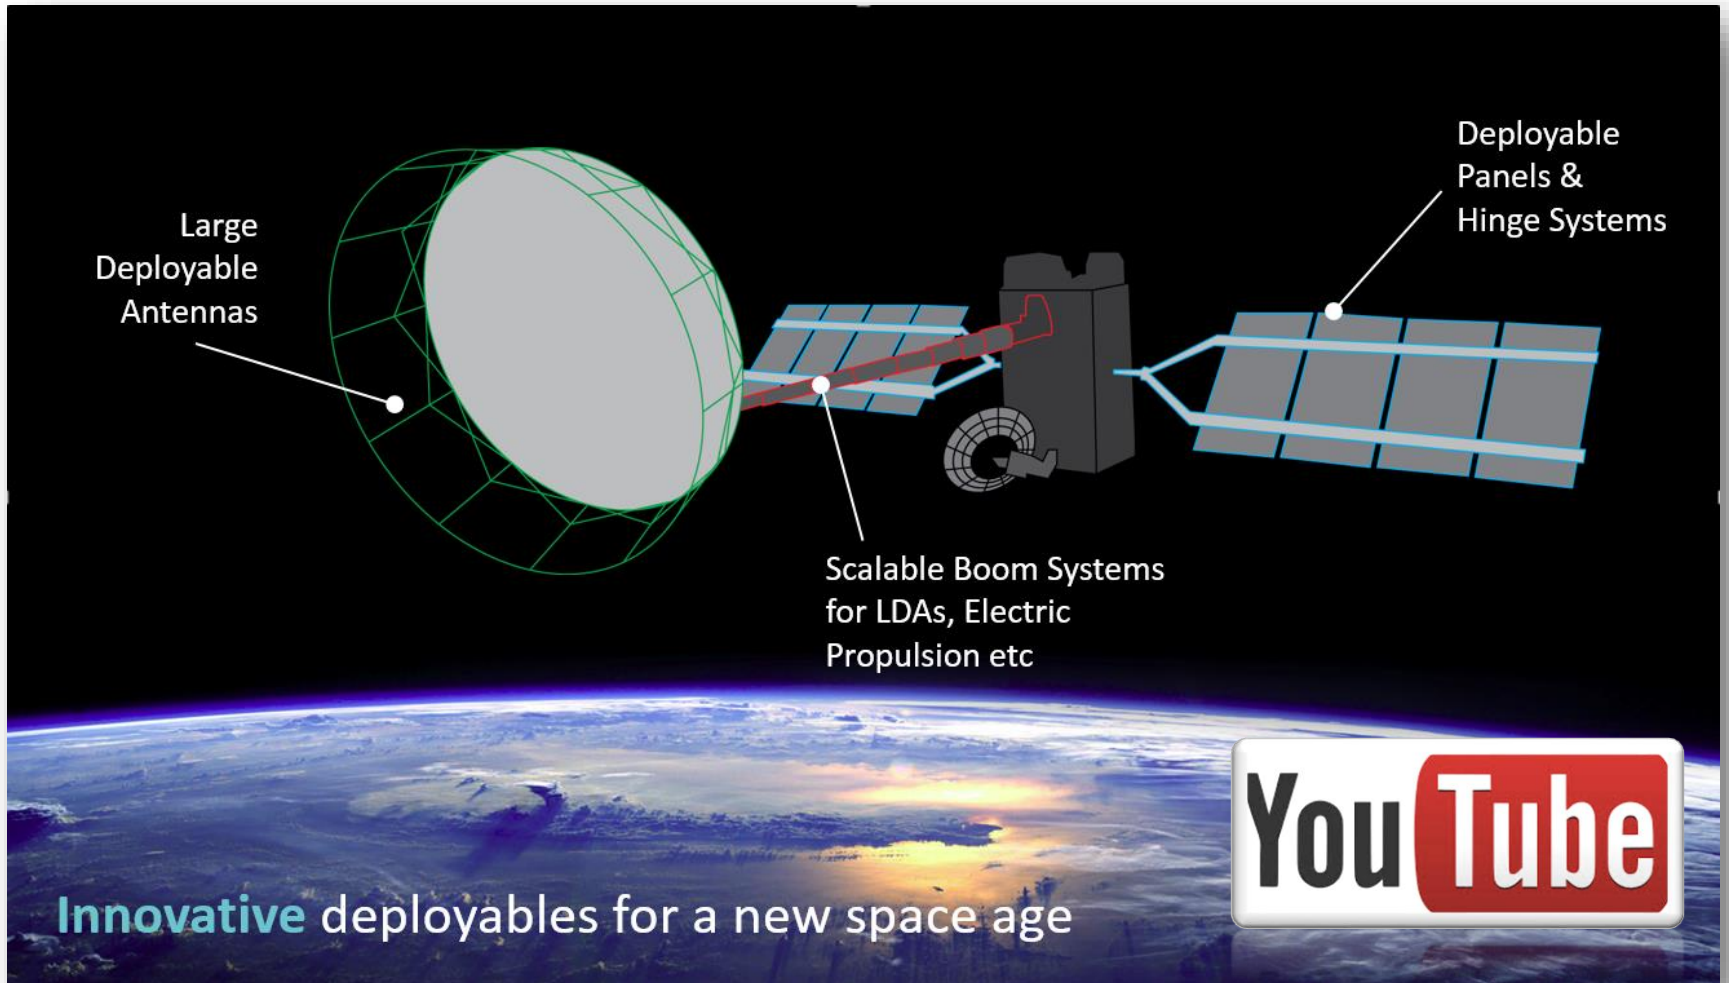 Large
Deployable
Antennas
Deployable
Panels &
Hinge Systems
Scalable Boom Systems
for LDAs, Electric
Propulsion etc
Innovative deployables for a new space age
YouTube